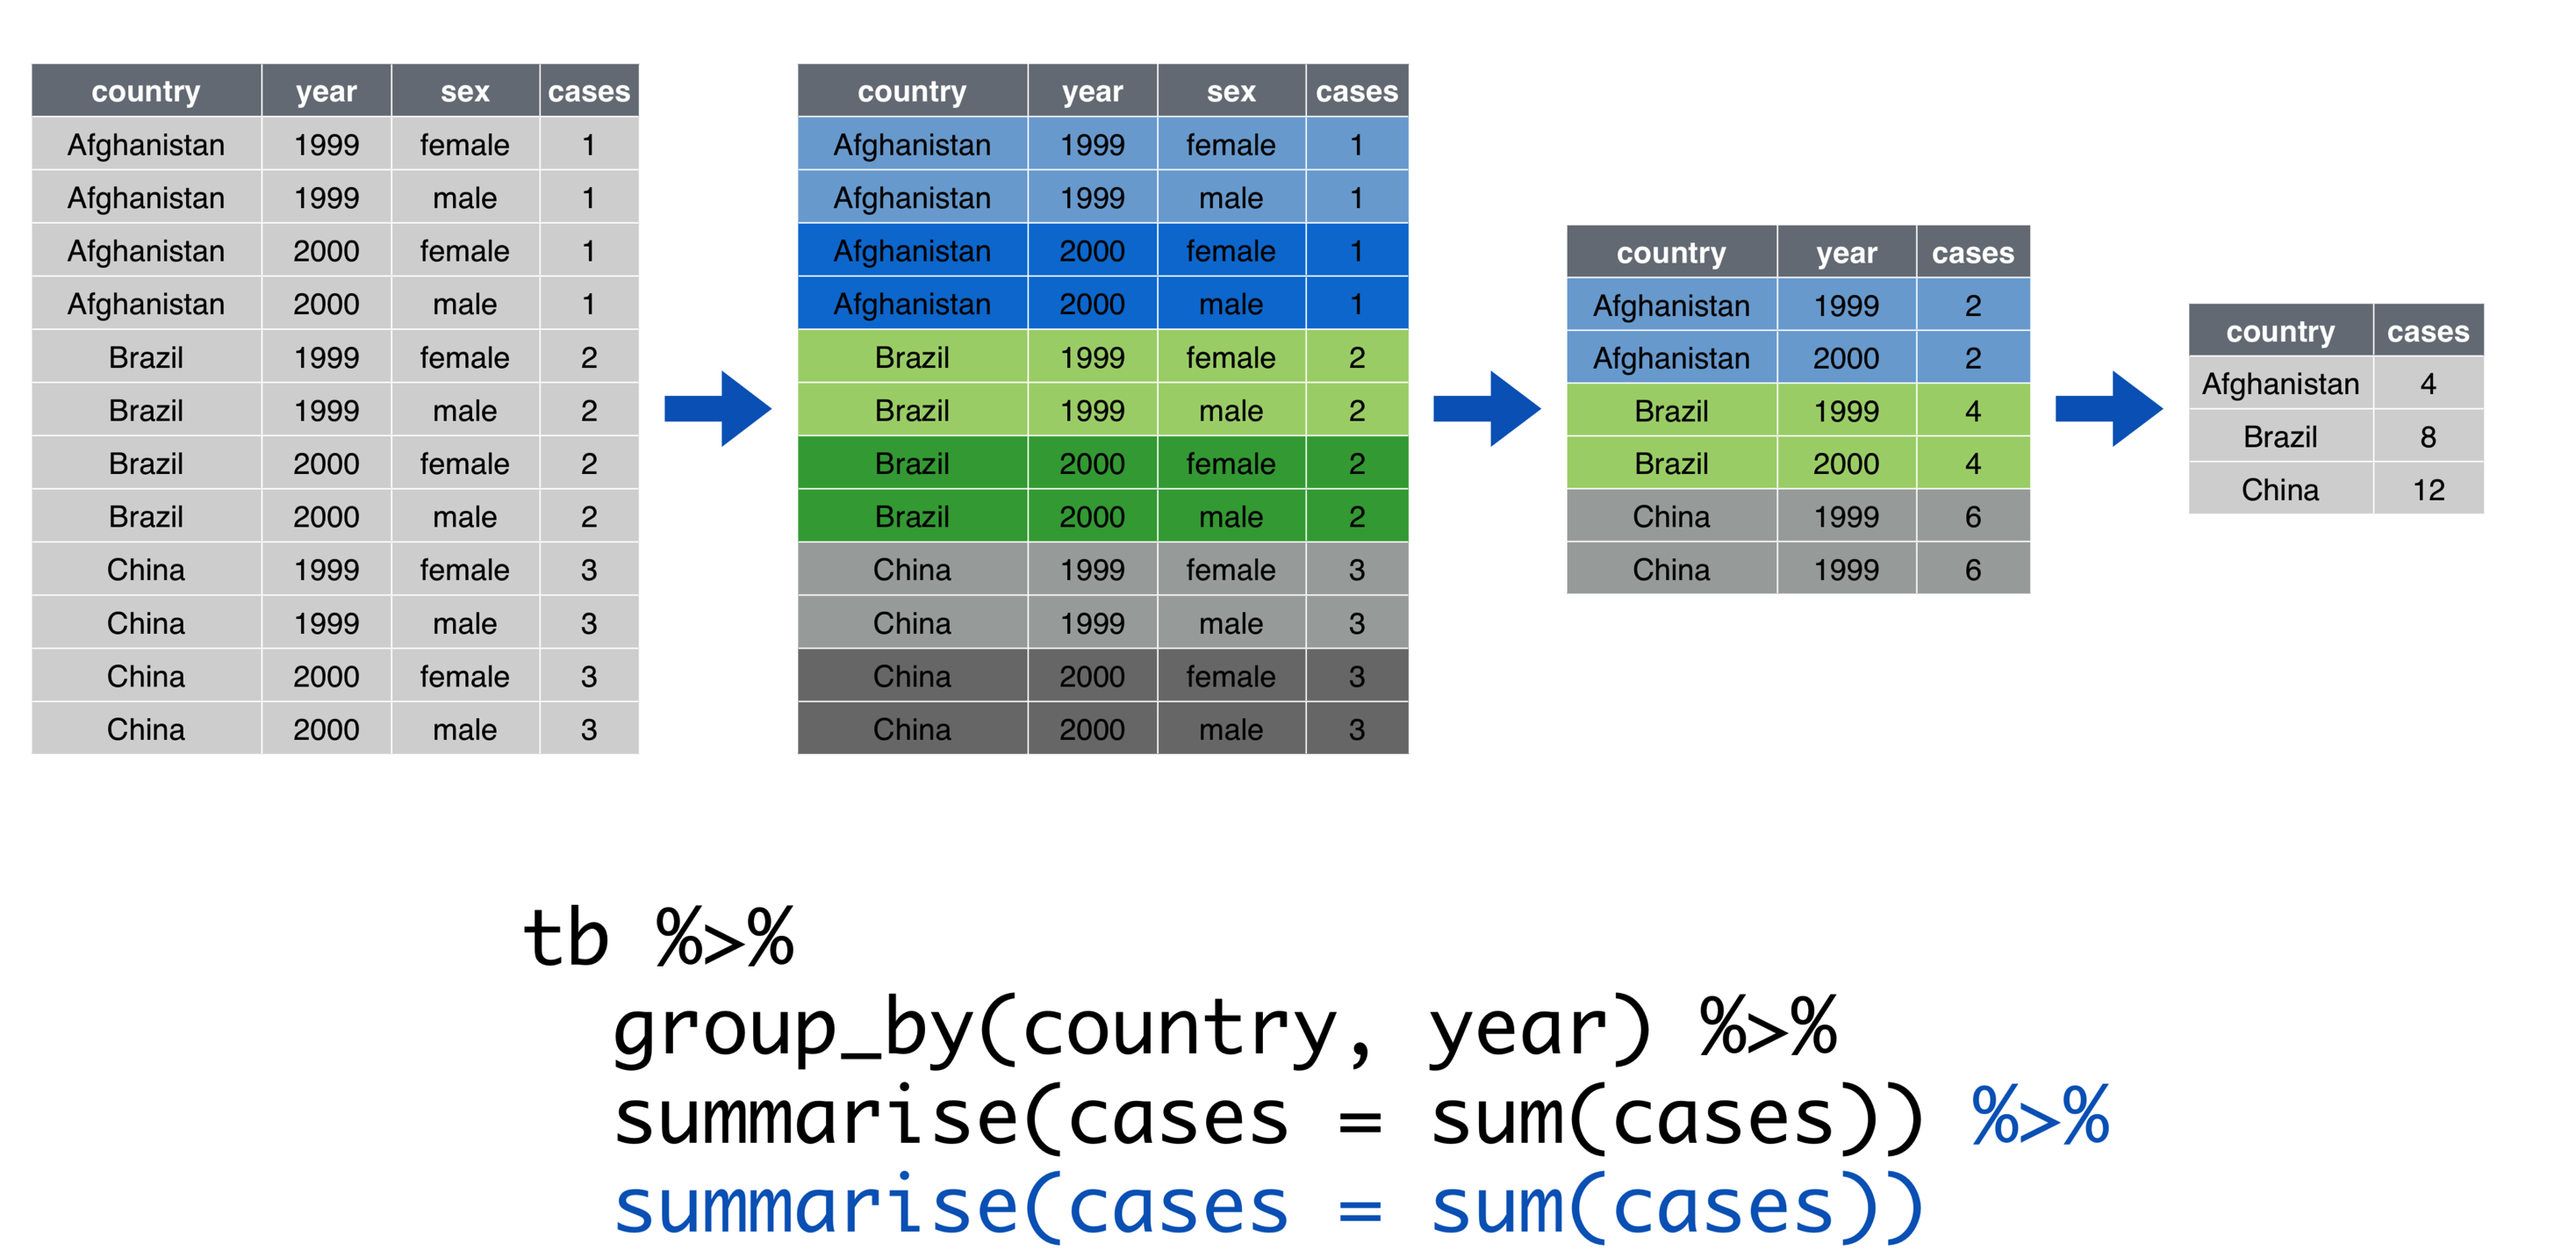 country year sex cases
Afghanistan 1999 female 1
Afghanistan 1999 male 1
Afghanistan 2000 female 1
Afghanistan 2000 male 1
Brazil 1999 female 2
Brazil 1999 male 2
Brazil 2000 female 2
Brazil 2000 male 2
China 1999 female 3
China 1999 male 3
China 2000 female 3
China 2000 male 3
country year sex cases
Afghanistan 1999 female 1
Afghanistan 1999 male 1
Afghanistan 2000 female 1
Afghanistan 2000 male 1
Brazil 1999 female 2
Brazil 1999 male 2
Brazil 2000 female 2
Brazil 2000 male 2
China 1999 female 3
China 1999 male 3
China 2000 female 3
China 2000 male 3
country year cases
Afghanistan 1999 2
Afghanistan 2000 2
Brazil 1999 4
Brazil 2000 4
China 1999 6
China 1999 6
country cases
Afghanistan 4
Brazil 8
China 12
tb %>%
group_by(country, year) %>%
summarise(cases = sum(cases)) %>%
summarise(cases = sum(cases))